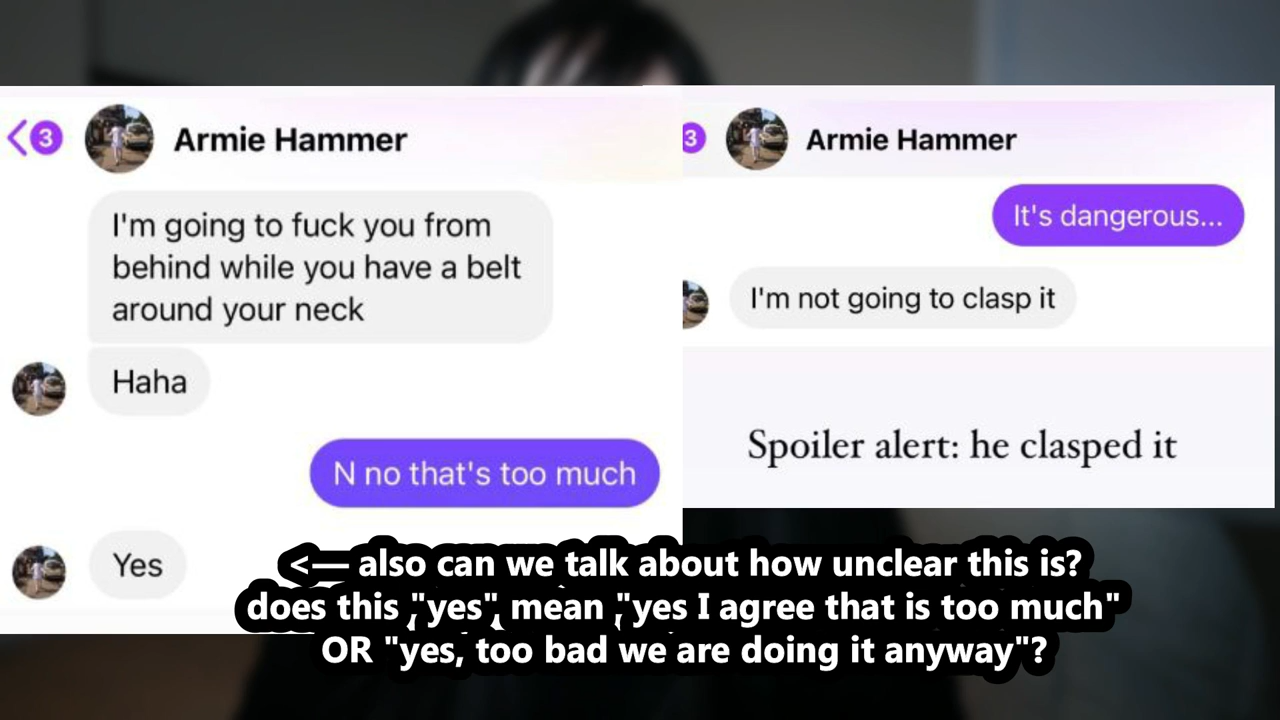 3
Armie Hammer
I'm going to fuck you from
behind while you have a belt
around your neck
Haha
N no that's too much
Yes
3
Armie Hammer
It's dangerous...
I'm not going to clasp it
Spoiler alert: he clasped it
<— also can we talk about how unclear this is?
does this "yes" mean "yes I agree that is too much"
OR "yes, too bad we are doing it anyway"?